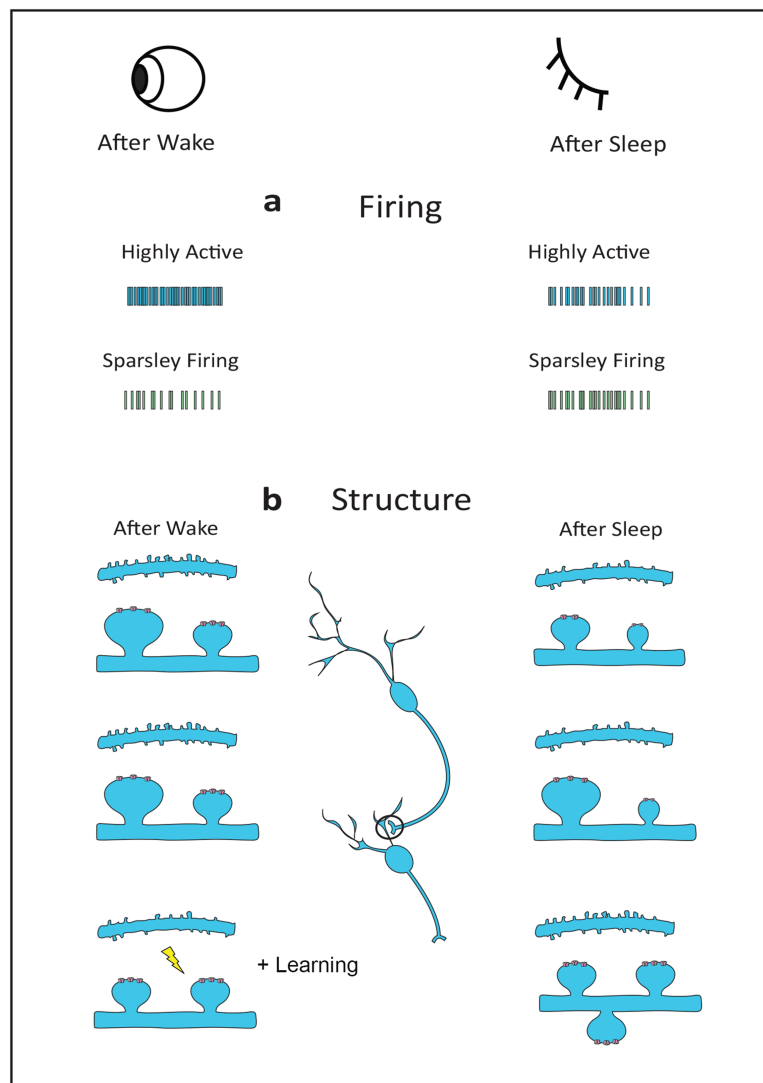 After Wake
After Sleep
a Firing
Highly Active
Highly Active
Sparsley Firing
Sparsley Firing
b Structure
After Wake
After Sleep
+ Learning